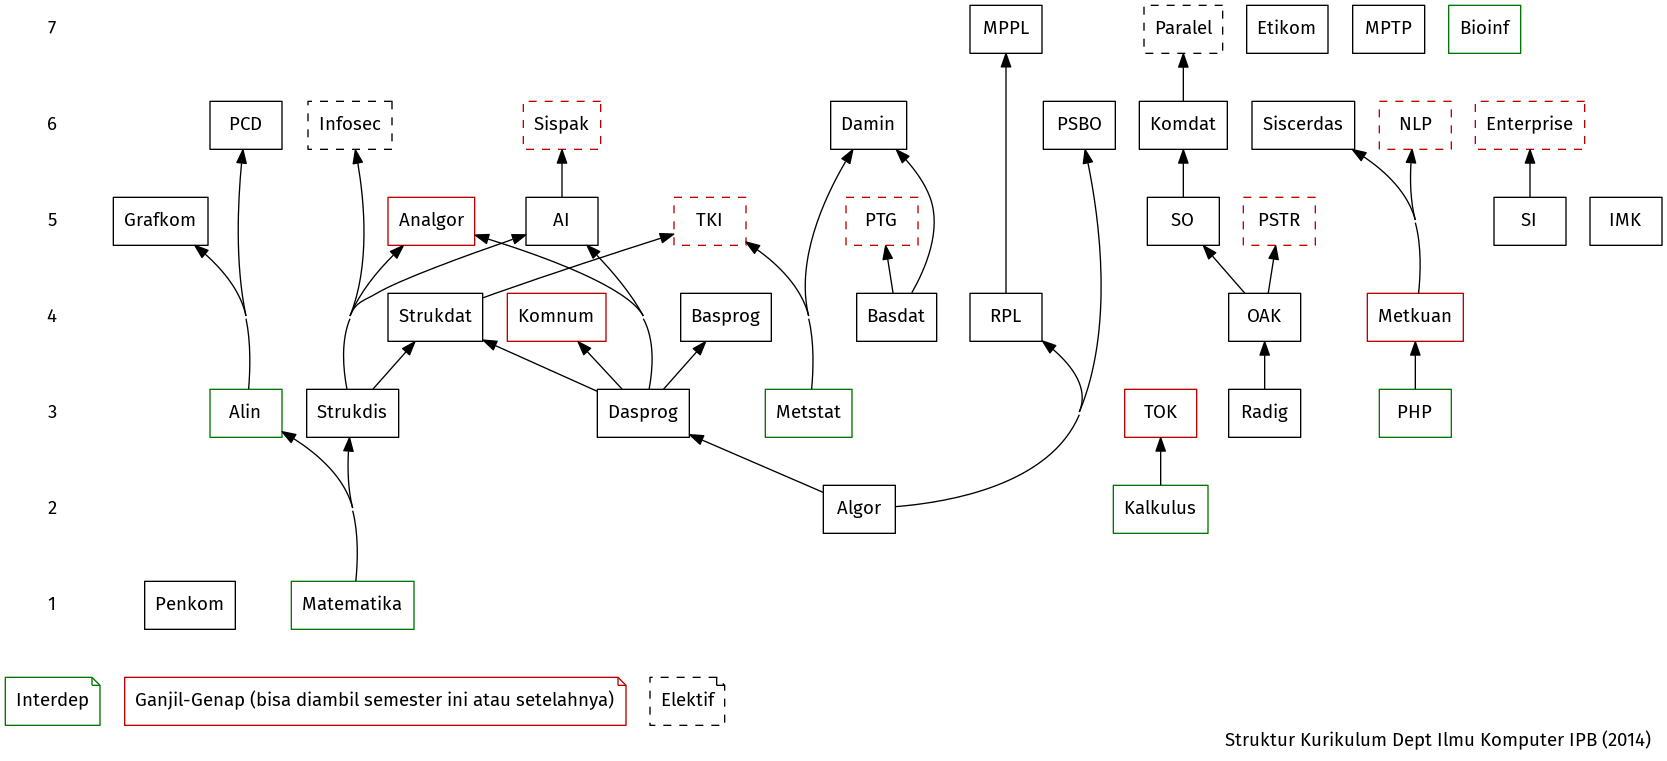 7 MPPL Paralel Etikom MPTP Bioinf
6 PCD Infosec Sispak Damin PSBO Komdat Siscerdas NLP Enterprise
5 Grafkom Analgor AI TKI PTG SO PSTR SI IMK
4 Strukdat Komnum Basprog Basdat RPL OAK Metkuan
3 Alin Strukdis Dasprog Metstat TOK Radig PHP
2 Algor Kalkulus
1 Penkom Matematika
Interdep Ganjil-Genap (bisa diambil semester ini atau setelahnya) Elektif
Struktur Kurikulum Dept Ilmu Komputer IPB (2014)